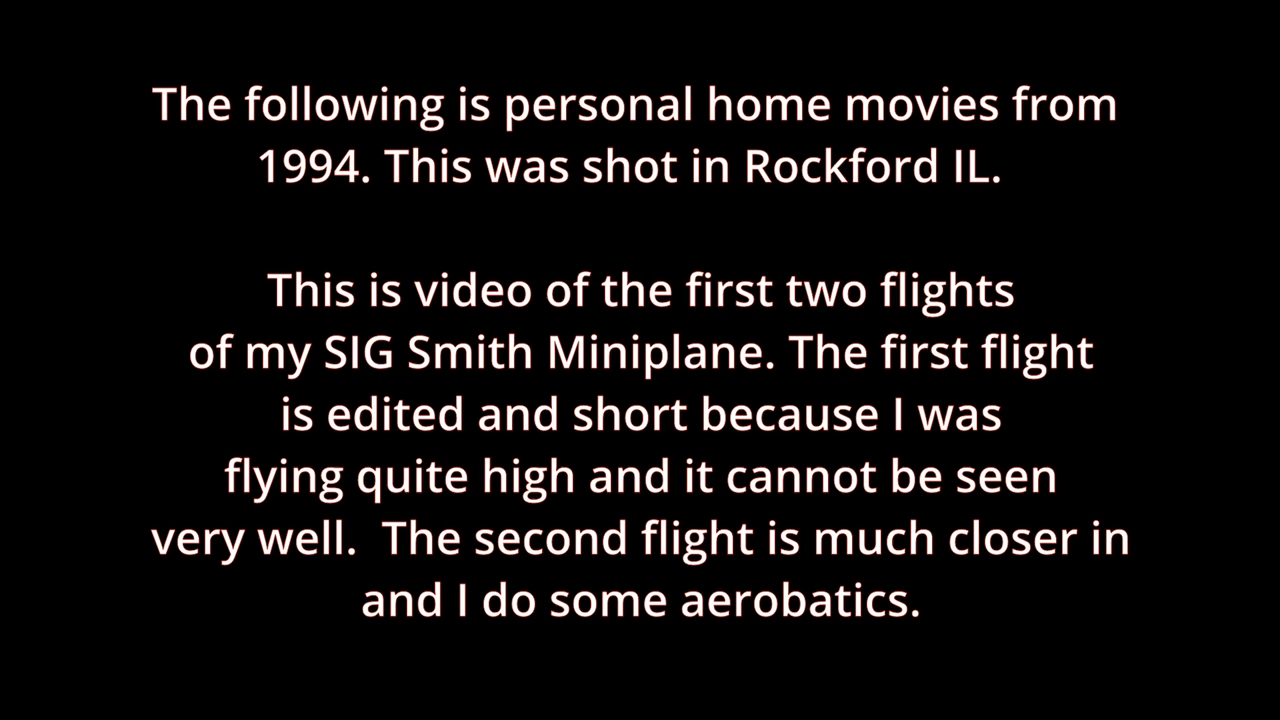 The following is personal home movies from
1994. This was shot in Rockford IL.
This is video of the first two flights
of my SIG Smith Miniplane. The first flight
is edited and short because I was
flying quite high and it cannot be seen
very well.  The second flight is much closer in
and I do some aerobatics.